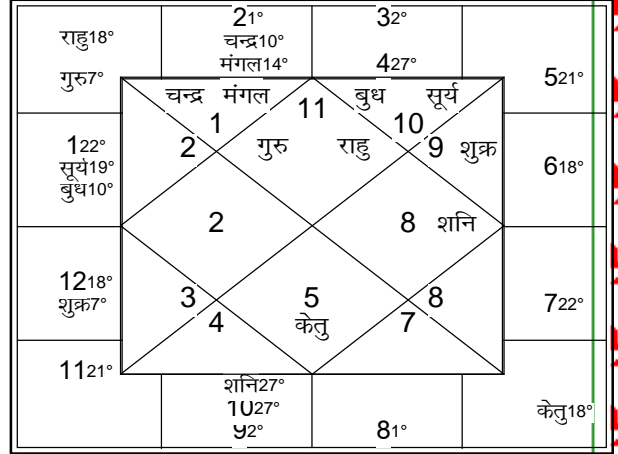 राहु18°
गुरु7°
21°
चन्द्र10°
मंगल14°
32°
427°
521°
चन्द्र मंगल
बुध सूर्य
1
11
10
2
गुरु
राहु
9 शुक्र
122°
सूर्य19°
बुध10°
618°
2
8 शनि
1218°
शुक्र7°
3
4
5
केतु
8
7
722°
1121°
शनि27°
1027°
92°
81°
केतु18°